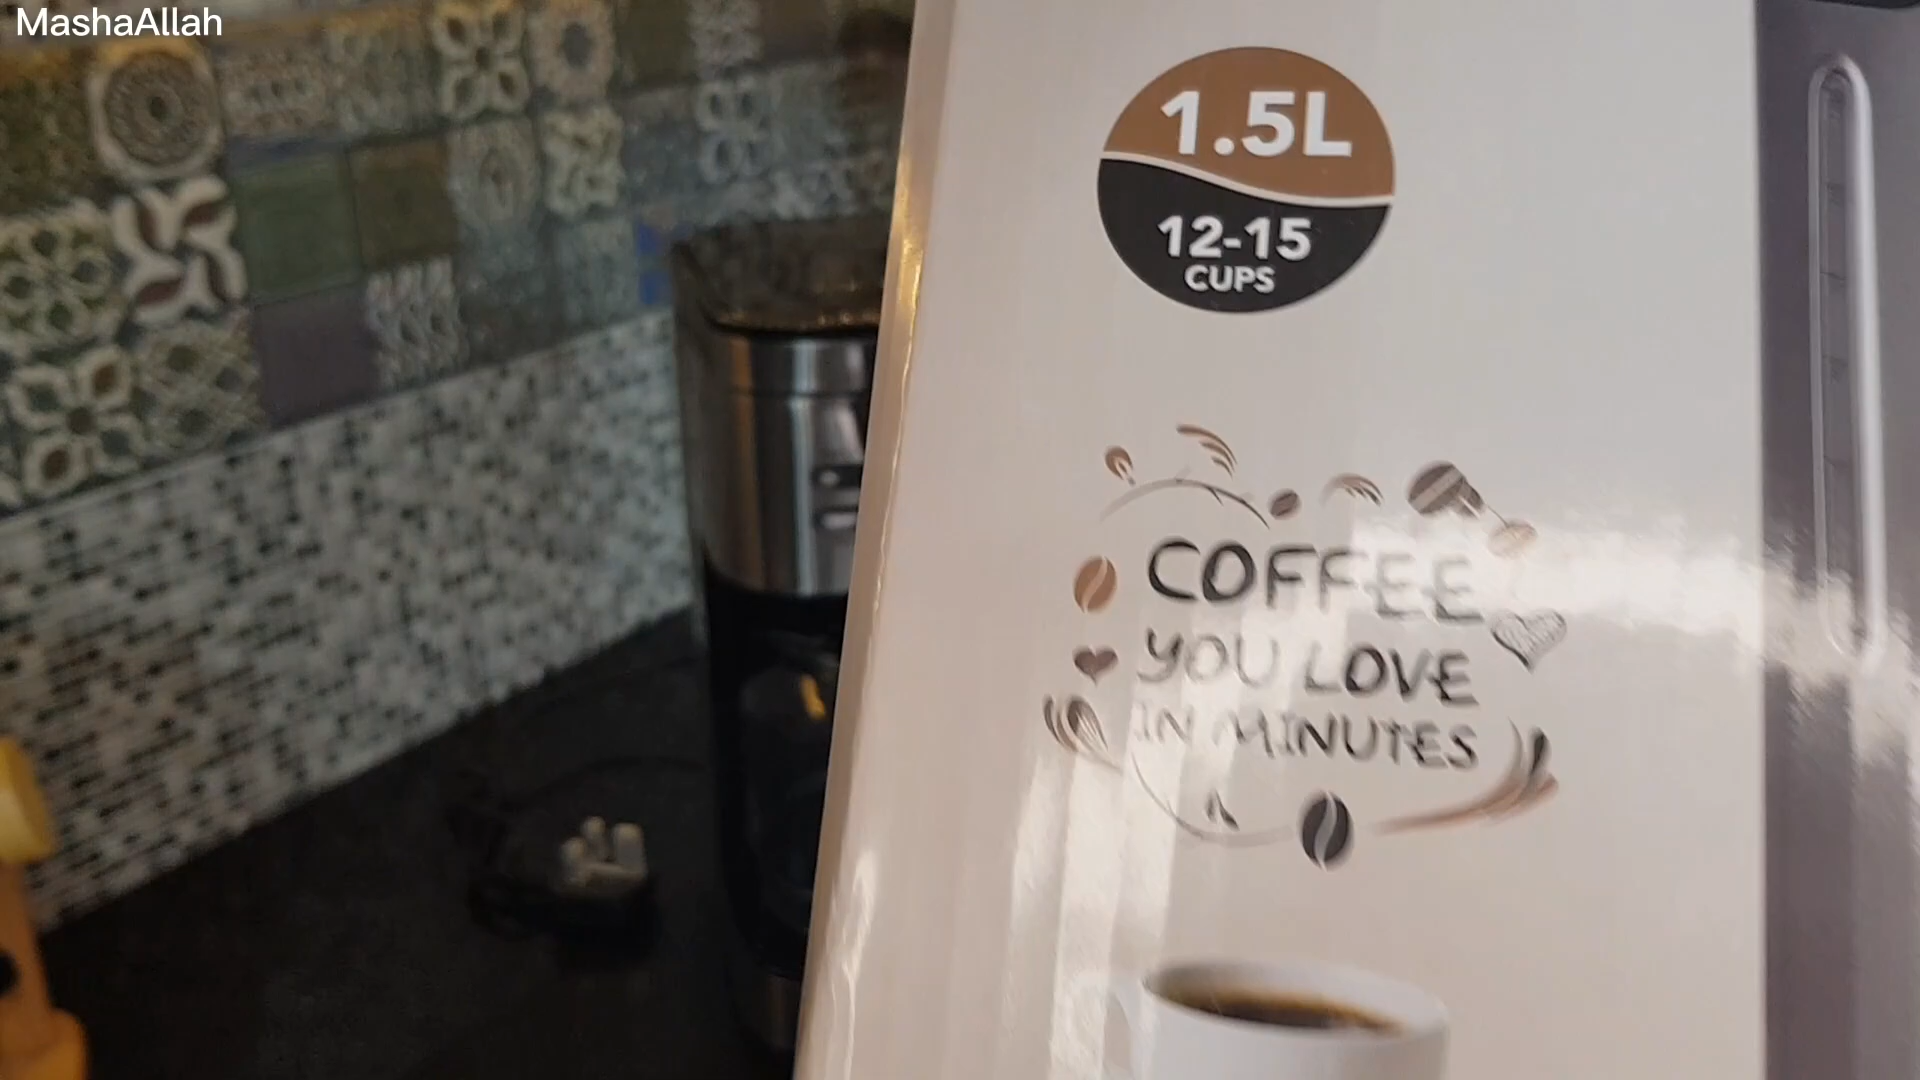 MashaAllah
1.5L
12-15
CUPS
COFFEE
YOU LOVE
IN MINUTES